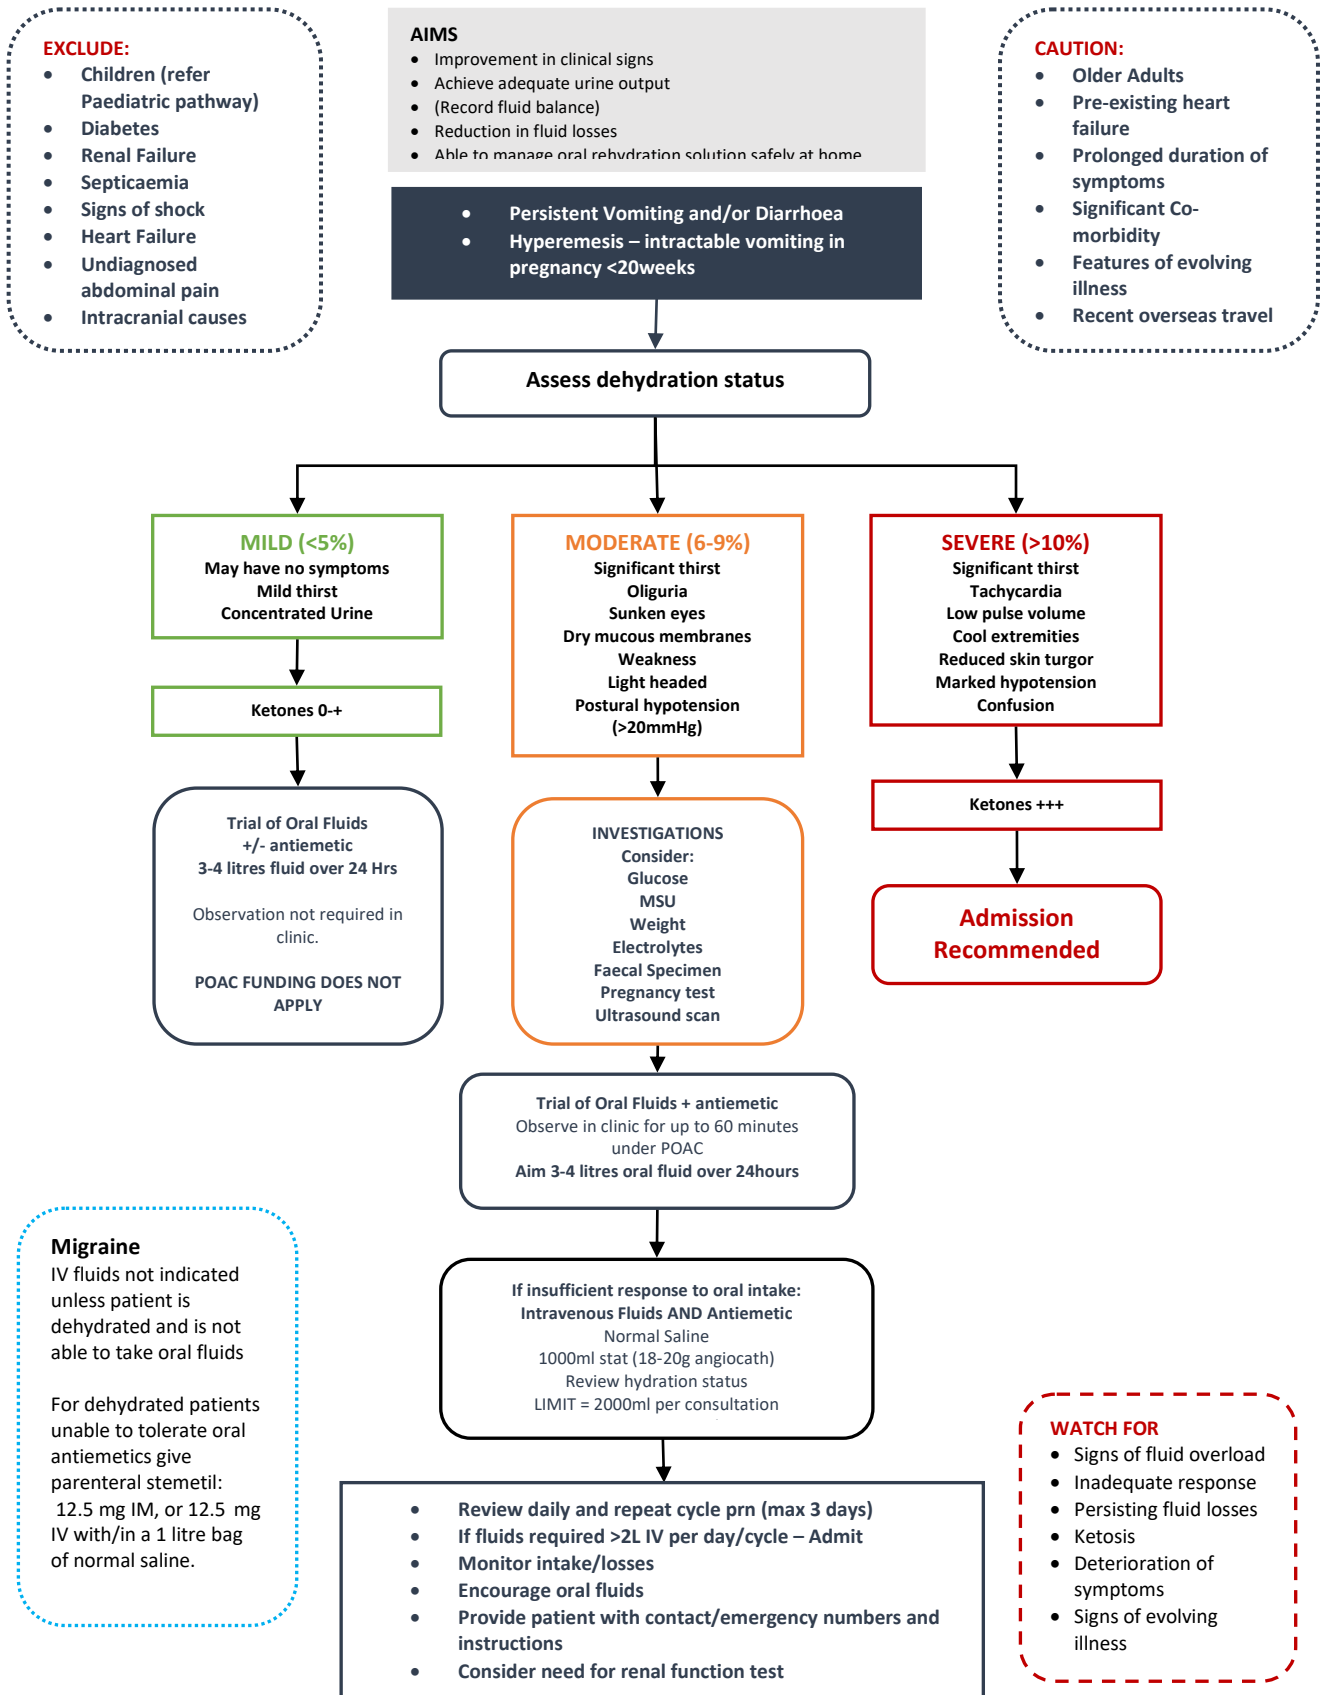 EXCLUDE:
• Children (refer
Paediatric pathway)
• Diabetes
• Renal Failure
• Septicaemia
• Signs of shock
• Heart Failure
• Undiagnosed
abdominal pain
• Intracranial causes
AIMS
• Improvement in clinical signs
• Achieve adequate urine output
• (Record fluid balance)
• Reduction in fluid losses
• Able to manage oral rehydration solution safely at home
CAUTION:
• Older Adults
• Pre-existing heart
failure
• Prolonged duration of
symptoms
• Significant Co-
morbidity
• Features of evolving
illness
• Recent overseas travel
• Persistent Vomiting and/or Diarrhoea
• Hyperemesis – intractable vomiting in
pregnancy <20weeks
Assess dehydration status
MILD (<5%)
May have no symptoms
Mild thirst
Concentrated Urine
Ketones 0-+
Trial of Oral Fluids
+/- antiemetic
3-4 litres fluid over 24 Hrs
Observation not required in
clinic.
POAC FUNDING DOES NOT
APPLY
MODERATE (6-9%)
Significant thirst
Oliguria
Sunken eyes
Dry mucous membranes
Weakness
Light headed
Postural hypotension
(>20mmHg)
INVESTIGATIONS
Consider:
Glucose
MSU
Weight
Electrolytes
Faecal Specimen
Pregnancy test
Ultrasound scan
SEVERE (>10%)
Significant thirst
Tachycardia
Low pulse volume
Cool extremities
Reduced skin turgor
Marked hypotension
Confusion
Ketones +++
Admission
Recommended
Trial of Oral Fluids + antiemetic
Observe in clinic for up to 60 minutes
under POAC
Aim 3-4 litres oral fluid over 24hours
If insufficient response to oral intake:
Intravenous Fluids AND Antiemetic
Normal Saline
1000ml stat (18-20g angiocath)
Review hydration status
LIMIT = 2000ml per consultation
Migraine
IV fluids not indicated
unless patient is
dehydrated and is not
able to take oral fluids
For dehydrated patients
unable to tolerate oral
antiemetics give
parenteral stemetil:
12.5 mg IM, or 12.5 mg
IV with/in a 1 litre bag
of normal saline.
• Review daily and repeat cycle prn (max 3 days)
• If fluids required >2L IV per day/cycle – Admit
• Monitor intake/losses
• Encourage oral fluids
• Provide patient with contact/emergency numbers and
instructions
• Consider need for renal function test
WATCH FOR
• Signs of fluid overload
• Inadequate response
• Persisting fluid losses
• Ketosis
• Deterioration of
symptoms
• Signs of evolving
illness